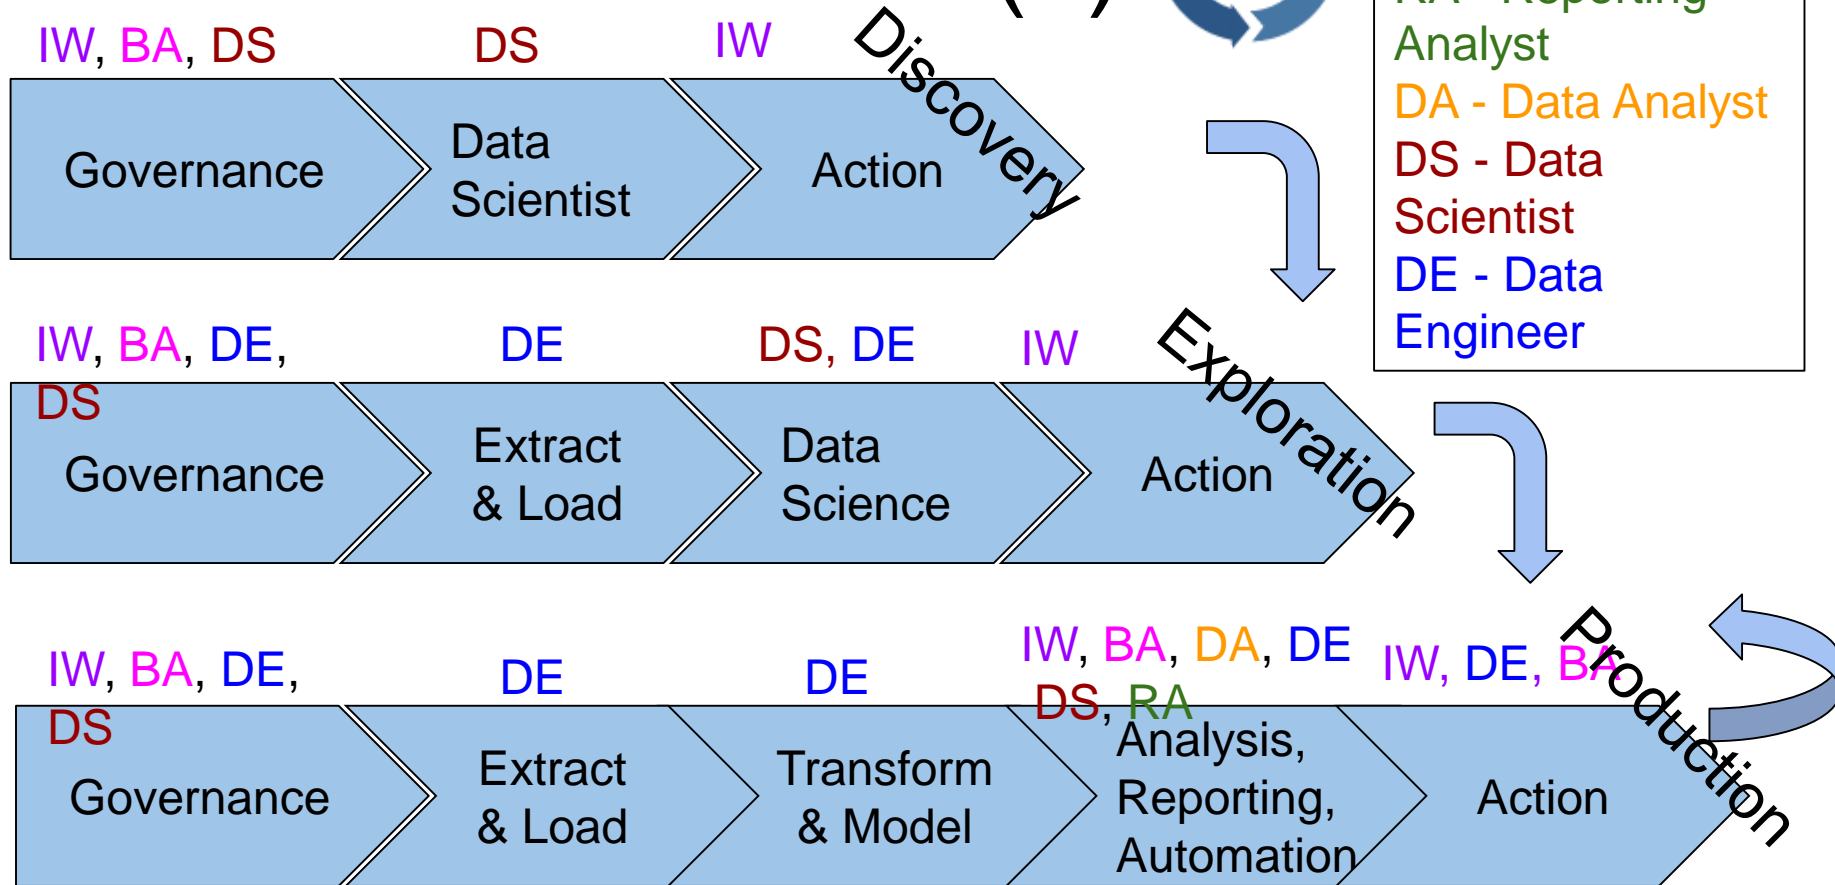 RA - Reporting
Analyst
DA - Data Analyst
DS - Data
Scientist
DE - Data
Engineer
IW, BA, DS
DS
IW
Discovery
Governance
Data
Scientist
Action
IW, BA, DE,
DS
DE
DS, DE
IW
Exploration
Governance
Extract
& Load
Data
Science
Action
IW, BA, DE,
DS
DE
DE
IW, BA, DA, DE
DS, RA
IW, DE, BA
Production
Governance
Extract
& Load
Transform
& Model
Analysis,
Reporting,
Automation
Action